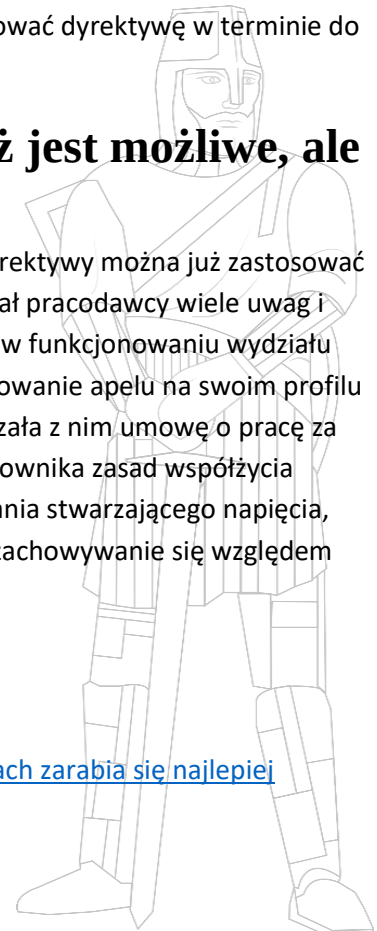 ować dyrektywę w terminie do
ż jest możliwe, ale
rektywy można już zastosować
ał pracodawcy wiele uwag i
w funkcjonowaniu wydziału
owanie apelu na swoim profilu
zała z nim umowę o pracę za
ownika zasad współżycia
ania stwarzającego napięcia,
zachowywanie się względem
ach zarabia się najlepiej